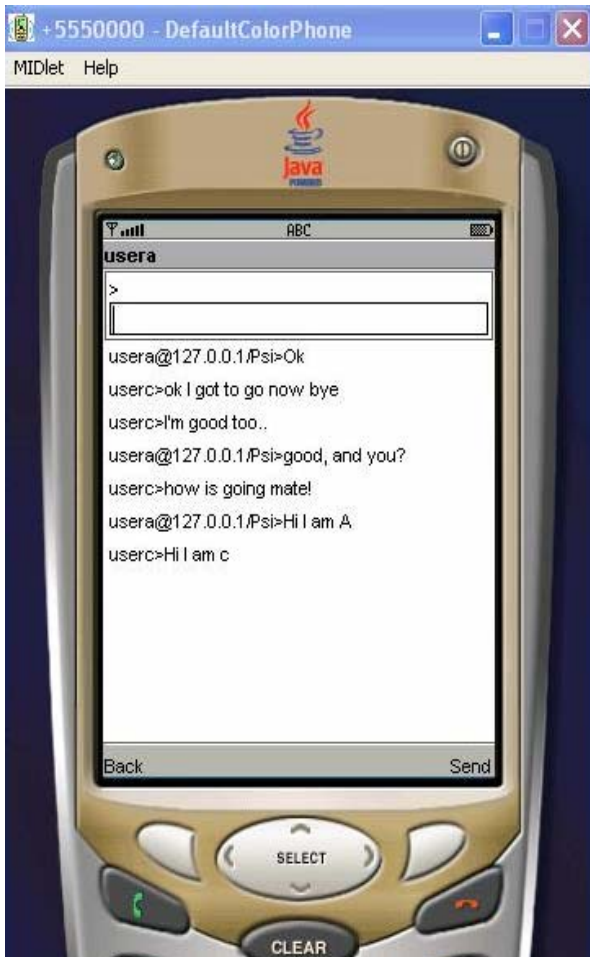 +5550000 - DefaultColorPhone
MIDlet Help
Java
POWERED
ABC
usera
>
usera@127.0.0.1/Psi>Ok
userc>ok I got to go now bye
userc>I'm good too..
usera@127.0.0.1/Psi>good, and you?
userc>how is going mate!
usera@127.0.0.1/Psi>Hi I am A
userc>Hi I am c
Back Send
SELECT
CLEAR